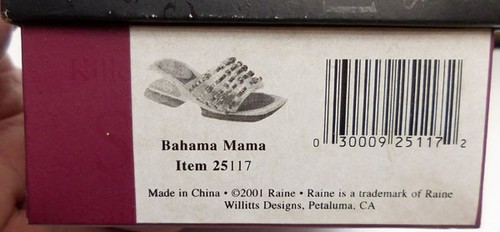 Bahama Mama
Item 25117
0 30009 25117 2
Made in China • ©2001 Raine • Raine is a trademark of Raine
Willitts Designs, Petaluma, CA